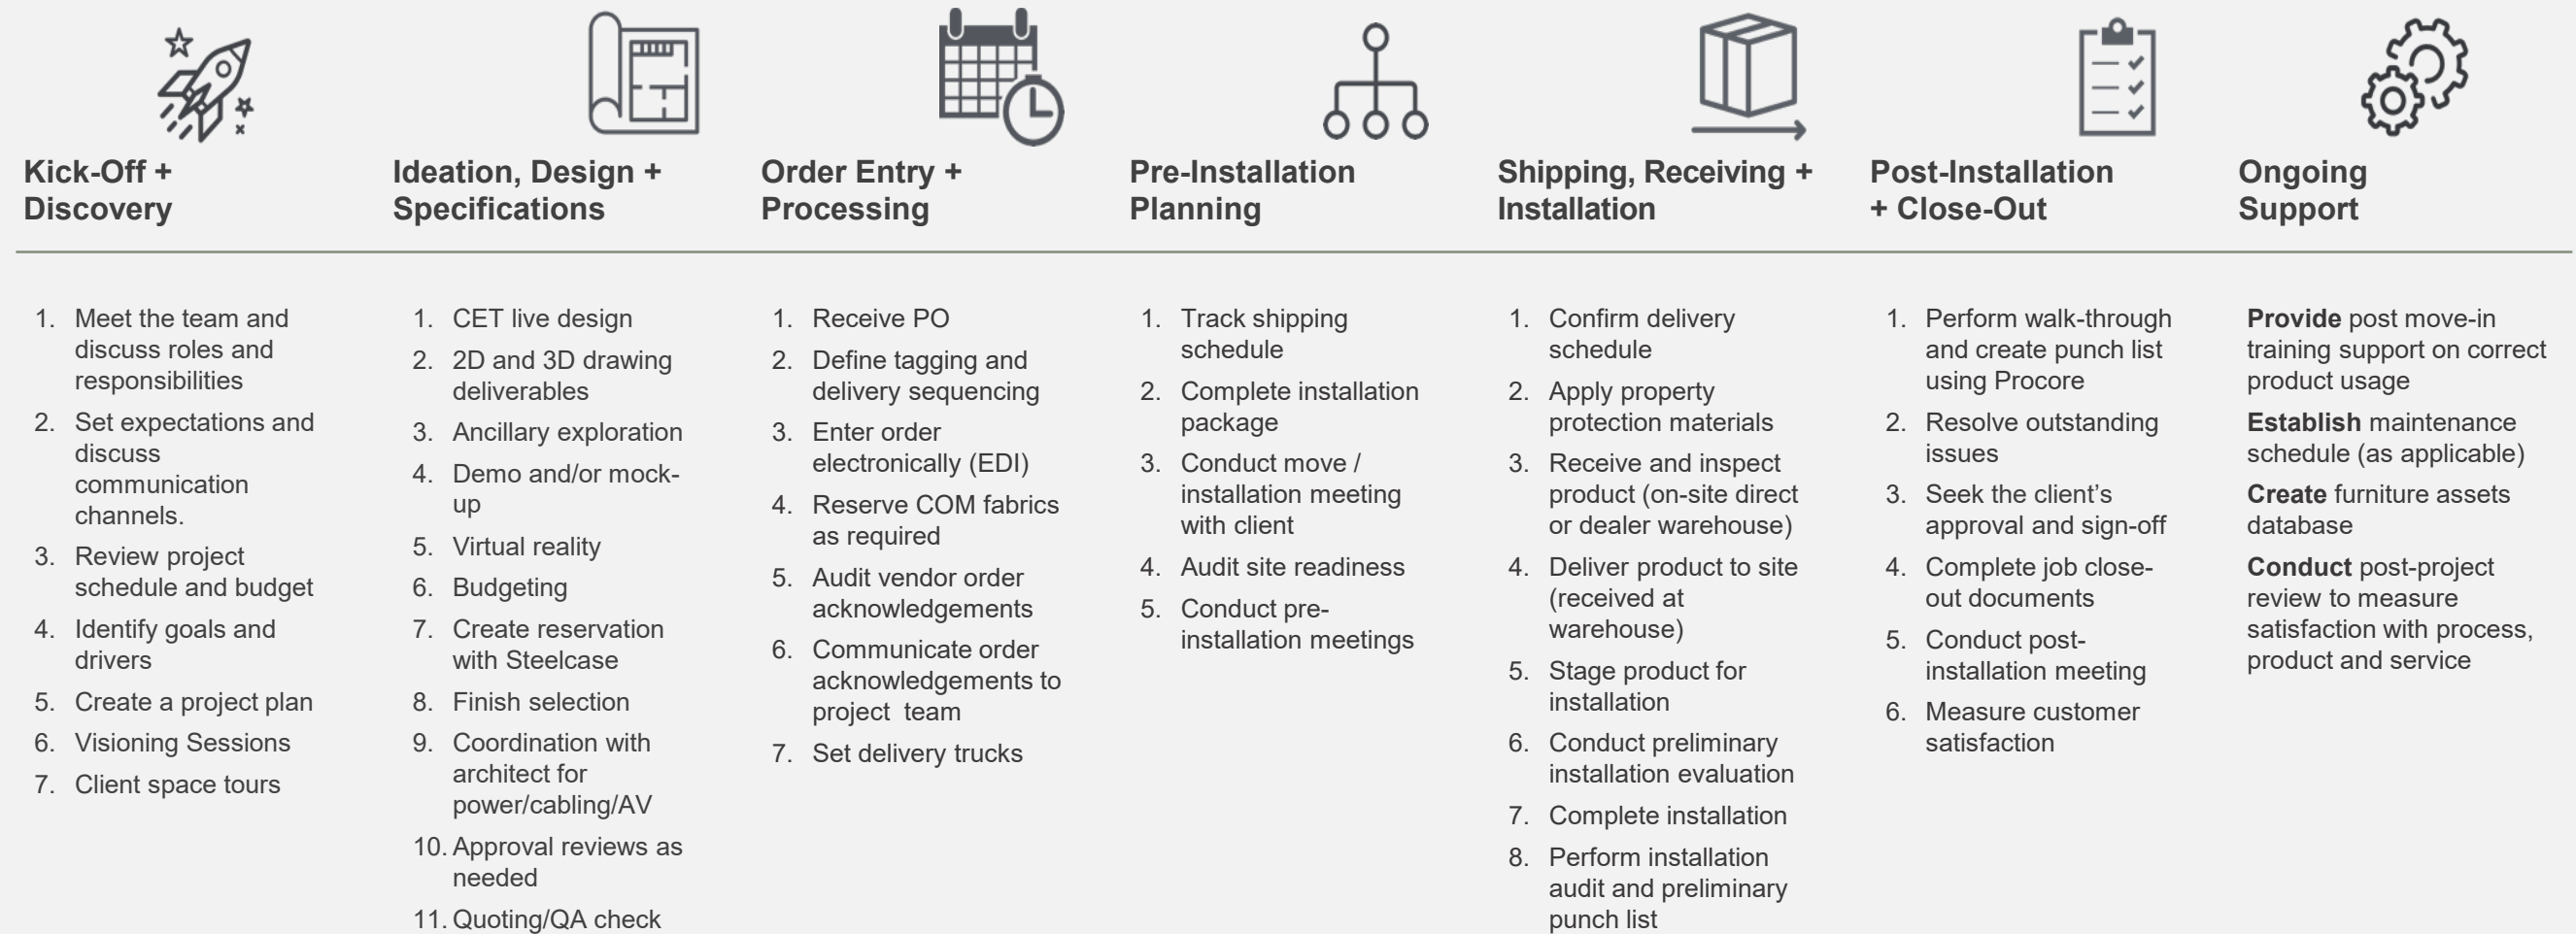 Kick-Off +
Discovery
Ideation, Design +
Specifications
Order Entry +
Processing
Pre-Installation
Planning
Shipping, Receiving +
Installation
Post-Installation
+ Close-Out
Ongoing
Support
1. Meet the team and
discuss roles and
responsibilities
2. Set expectations and
discuss
communication
channels.
3. Review project
schedule and budget
4. Identify goals and
drivers
5. Create a project plan
6. Visioning Sessions
7. Client space tours
1. CET live design
2. 2D and 3D drawing
deliverables
3. Ancillary exploration
4. Demo and/or mock-
up
5. Virtual reality
6. Budgeting
7. Create reservation
with Steelcase
8. Finish selection
9. Coordination with
architect for
power/cabling/AV
10. Approval reviews as
needed
11. Quoting/QA check
1. Receive PO
2. Define tagging and
delivery sequencing
3. Enter order
electronically (EDI)
4. Reserve COM fabrics
as required
5. Audit vendor order
acknowledgements
6. Communicate order
acknowledgements to
project  team
7. Set delivery trucks
1. Track shipping
schedule
2. Complete installation
package
3. Conduct move /
installation meeting
with client
4. Audit site readiness
5. Conduct pre-
installation meetings
1. Confirm delivery
schedule
2. Apply property
protection materials
3. Receive and inspect
product (on-site direct
or dealer warehouse)
4. Deliver product to site
(received at
warehouse)
5. Stage product for
installation
6. Conduct preliminary
installation evaluation
7. Complete installation
8. Perform installation
audit and preliminary
punch list
1. Perform walk-through
and create punch list
using Procore
2. Resolve outstanding
issues
3. Seek the client’s
approval and sign-off
4. Complete job close-
out documents
5. Conduct post-
installation meeting
6. Measure customer
satisfaction
Provide post move-in
training support on correct
product usage
Establish maintenance
schedule (as applicable)
Create furniture assets
database
Conduct post-project
review to measure
satisfaction with process,
product and service